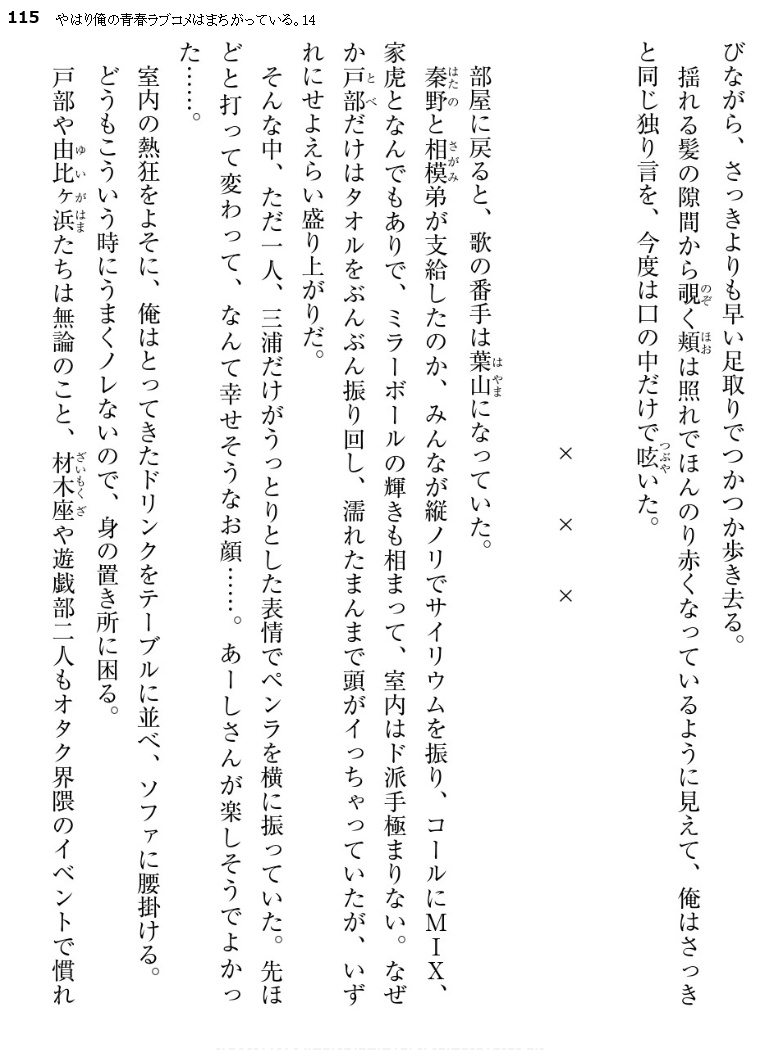 115 やはり俺の青春ラブコメはまちがっている。14
びながら、さっきよりも早い足取りでつかつか歩き去る。
揺れる髪の隙間から覗く頬は照れでほんのり赤くなっているように見えて、俺はさっき
と同じ独り言を、今度は口の中だけで呟いた。
× × ×
部屋に戻ると、歌の番手は葉山になっていた。
秦野と相模弟が支給したのか、みんなが縦ノリでサイリウムを振り、コールにMIX、
家虎となんでもありで、ミラーボールの輝きも相まって、室内はド派手極まりない。なぜ
か戸部だけはタオルをぶんぶん振り回し、濡れたまんまで頭がイっちゃっていたが、いず
れにせよえらい盛り上がりだ。
そんな中、ただ一人、三浦だけがうっとりとした表情でペンラを横に振っていた。先ほ
どと打って変わって、なんて幸せそうなお顔……。あーしさんが楽しそうでよかっ
た……。
室内の熱狂をよそに、俺はとってきたドリンクをテーブルに並べ、ソファに腰掛ける。
どうもこういう時にうまくノレないので、身の置き所に困る。
戸部や由比ヶ浜たちは無論のこと、材木座や遊戯部二人もオタク界隈のイベントで慣れ